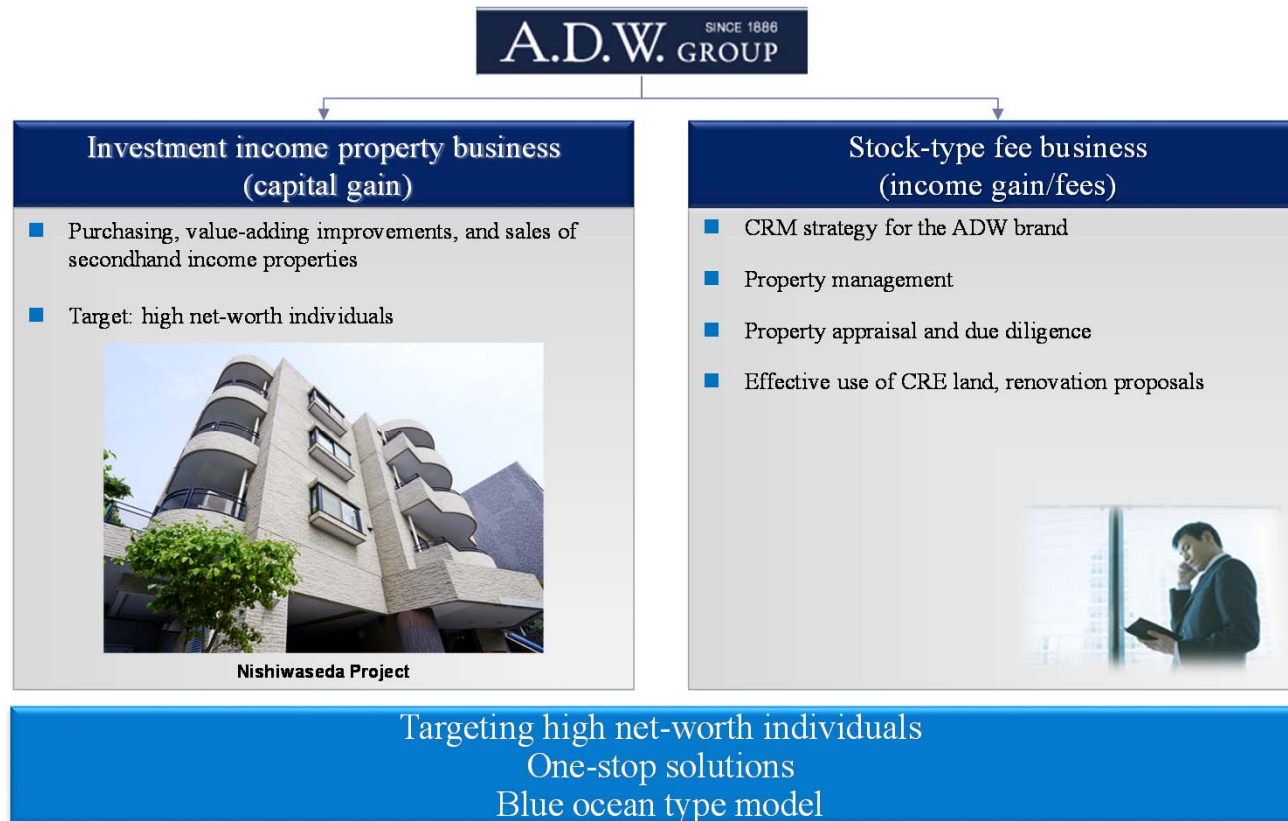 A.D.W. GROUP
SINCE 1886
Investment income property business
(capital gain)
Purchasing, value-adding improvements, and sales of
secondhand income properties
Target: high net-worth individuals
Nishiwaseda Project
Stock-type fee business
(income gain/fees)
CRM strategy for the ADW brand
Property management
Property appraisal and due diligence
Effective use of CRE land, renovation proposals
Targeting high net-worth individuals
One-stop solutions
Blue ocean type model